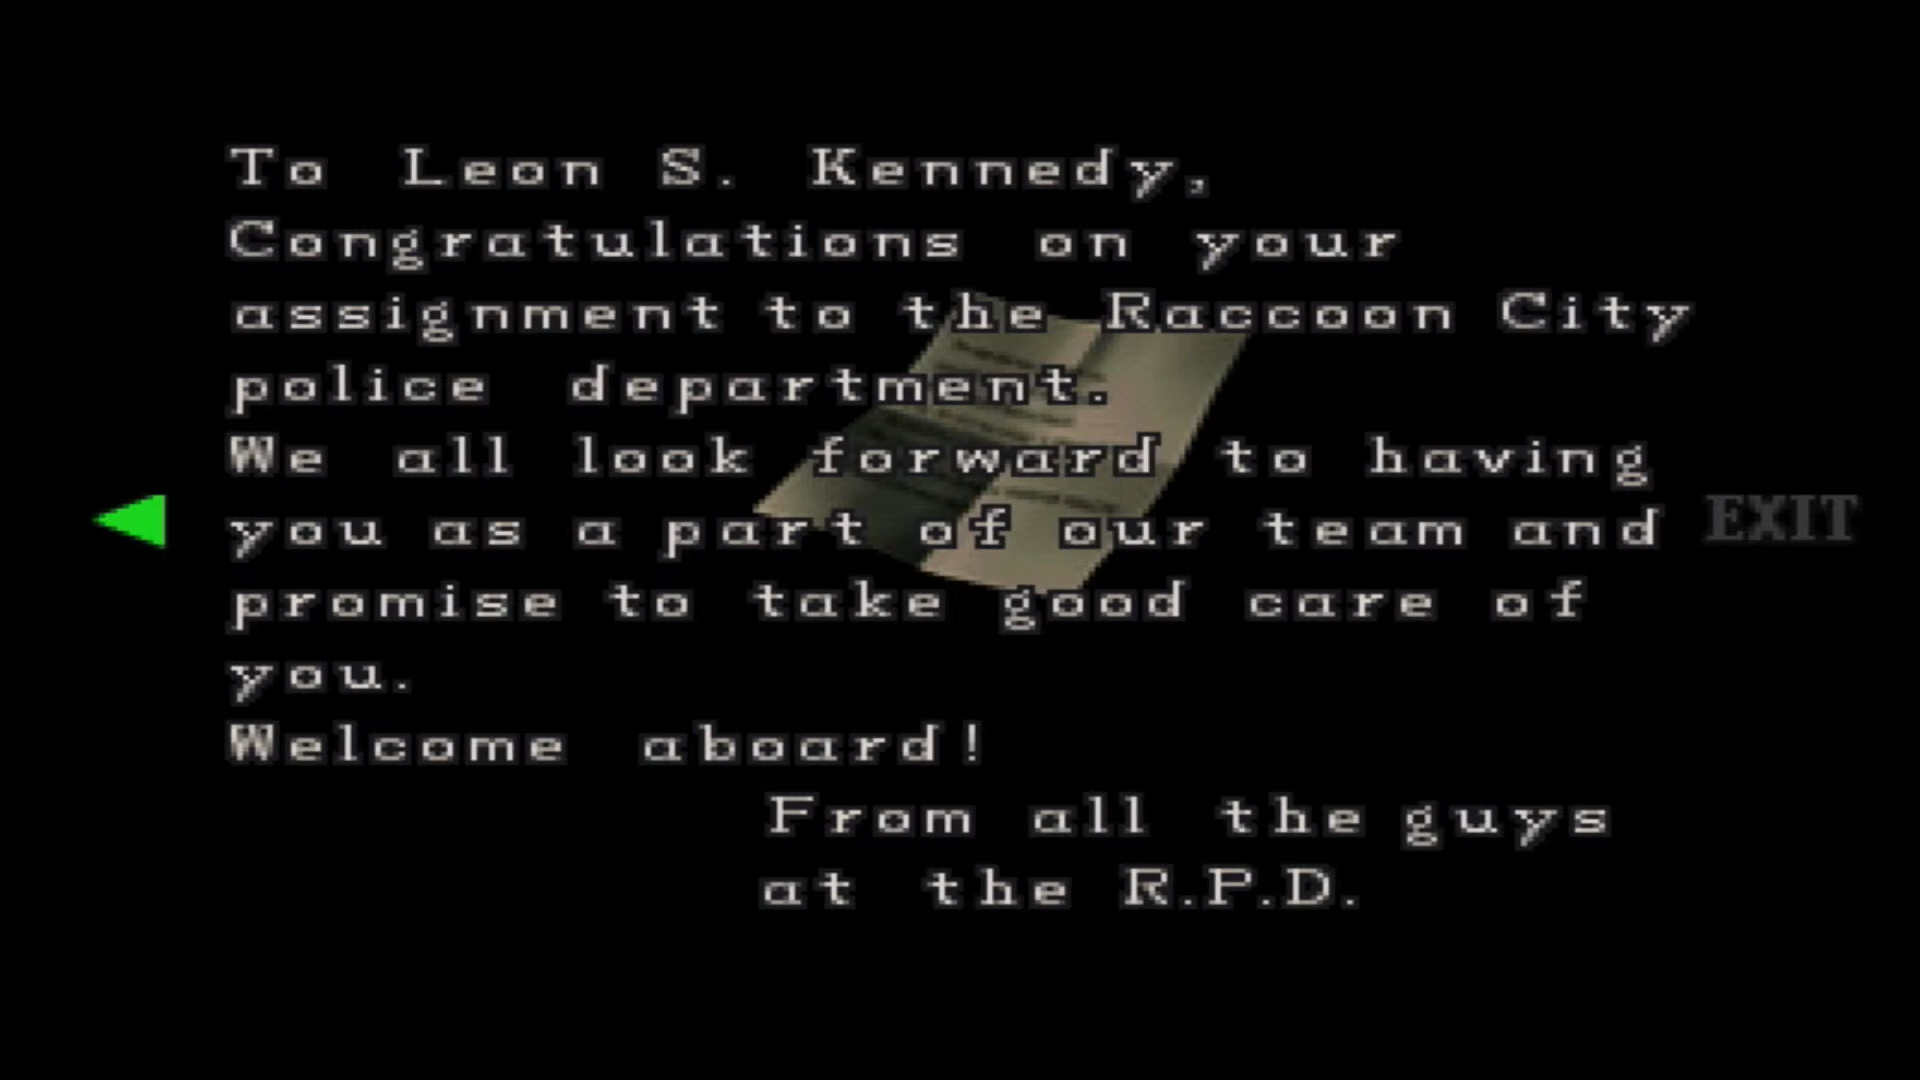 To Leon S. Kennedy,
Congratulations on your
assignment to the Raccoon City
police department.
We all look forward to having
you as a part of our team and
promise to take good care of
you.
Welcome aboard!
From all the guys
at the R.P.D.
EXIT